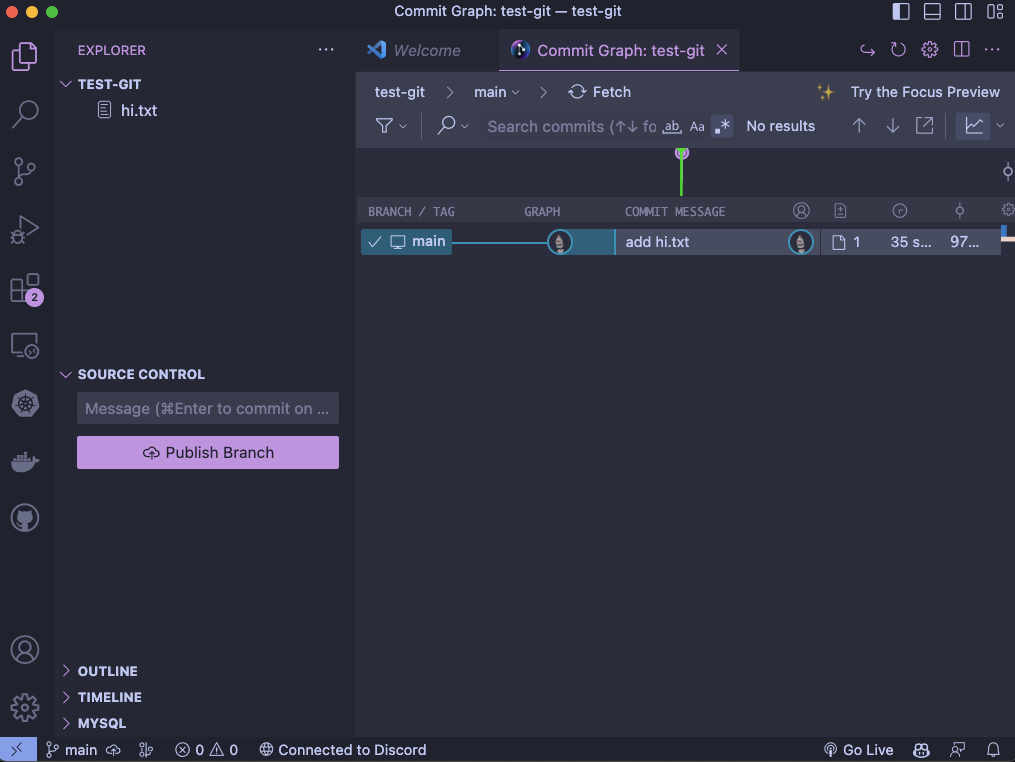 Commit Graph: test-git — test-git
EXPLORER
Welcome
Commit Graph: test-git
TEST-GIT
hi.txt
test-git
main
Fetch
Try the Focus Preview
Search commits (↑↓ fo
ab
Aa
No results
BRANCH / TAG
GRAPH
COMMIT MESSAGE
main
add hi.txt
1
35 s...
97...
2
SOURCE CONTROL
Message (⌘Enter to commit on ...
Publish Branch
OUTLINE
TIMELINE
MYSQL
main
0
0
Connected to Discord
Go Live